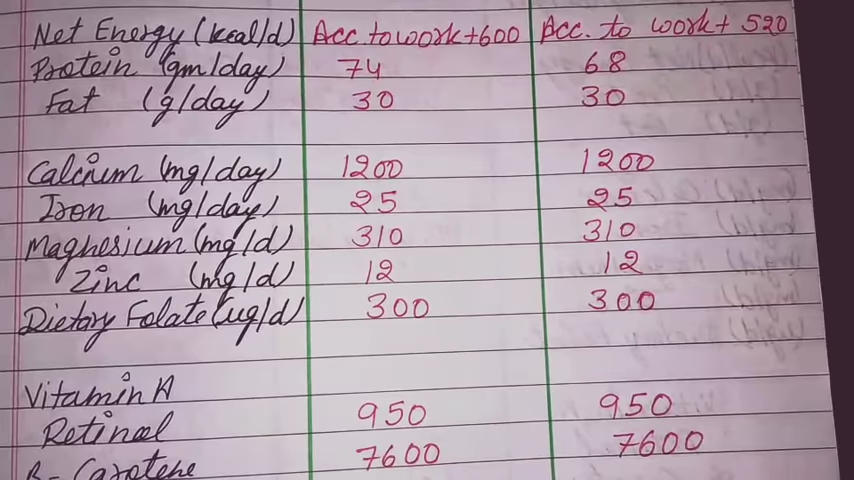 Net Energy (kcal/d) Acc. to work+600 Acc. to work+ 520
Protein (gm/day) 74 68
Fat (g/day) 30 30
Calcium (mg/day) 1200 1200
Iron (mg/day) 25 25
Magnesium (mg/d) 310 310
Zinc (mg/d) 12 12
Dietary Folate (ug/d) 300 300
Vitamin A
Retinol 950 950
B- Carotene 7600 7600